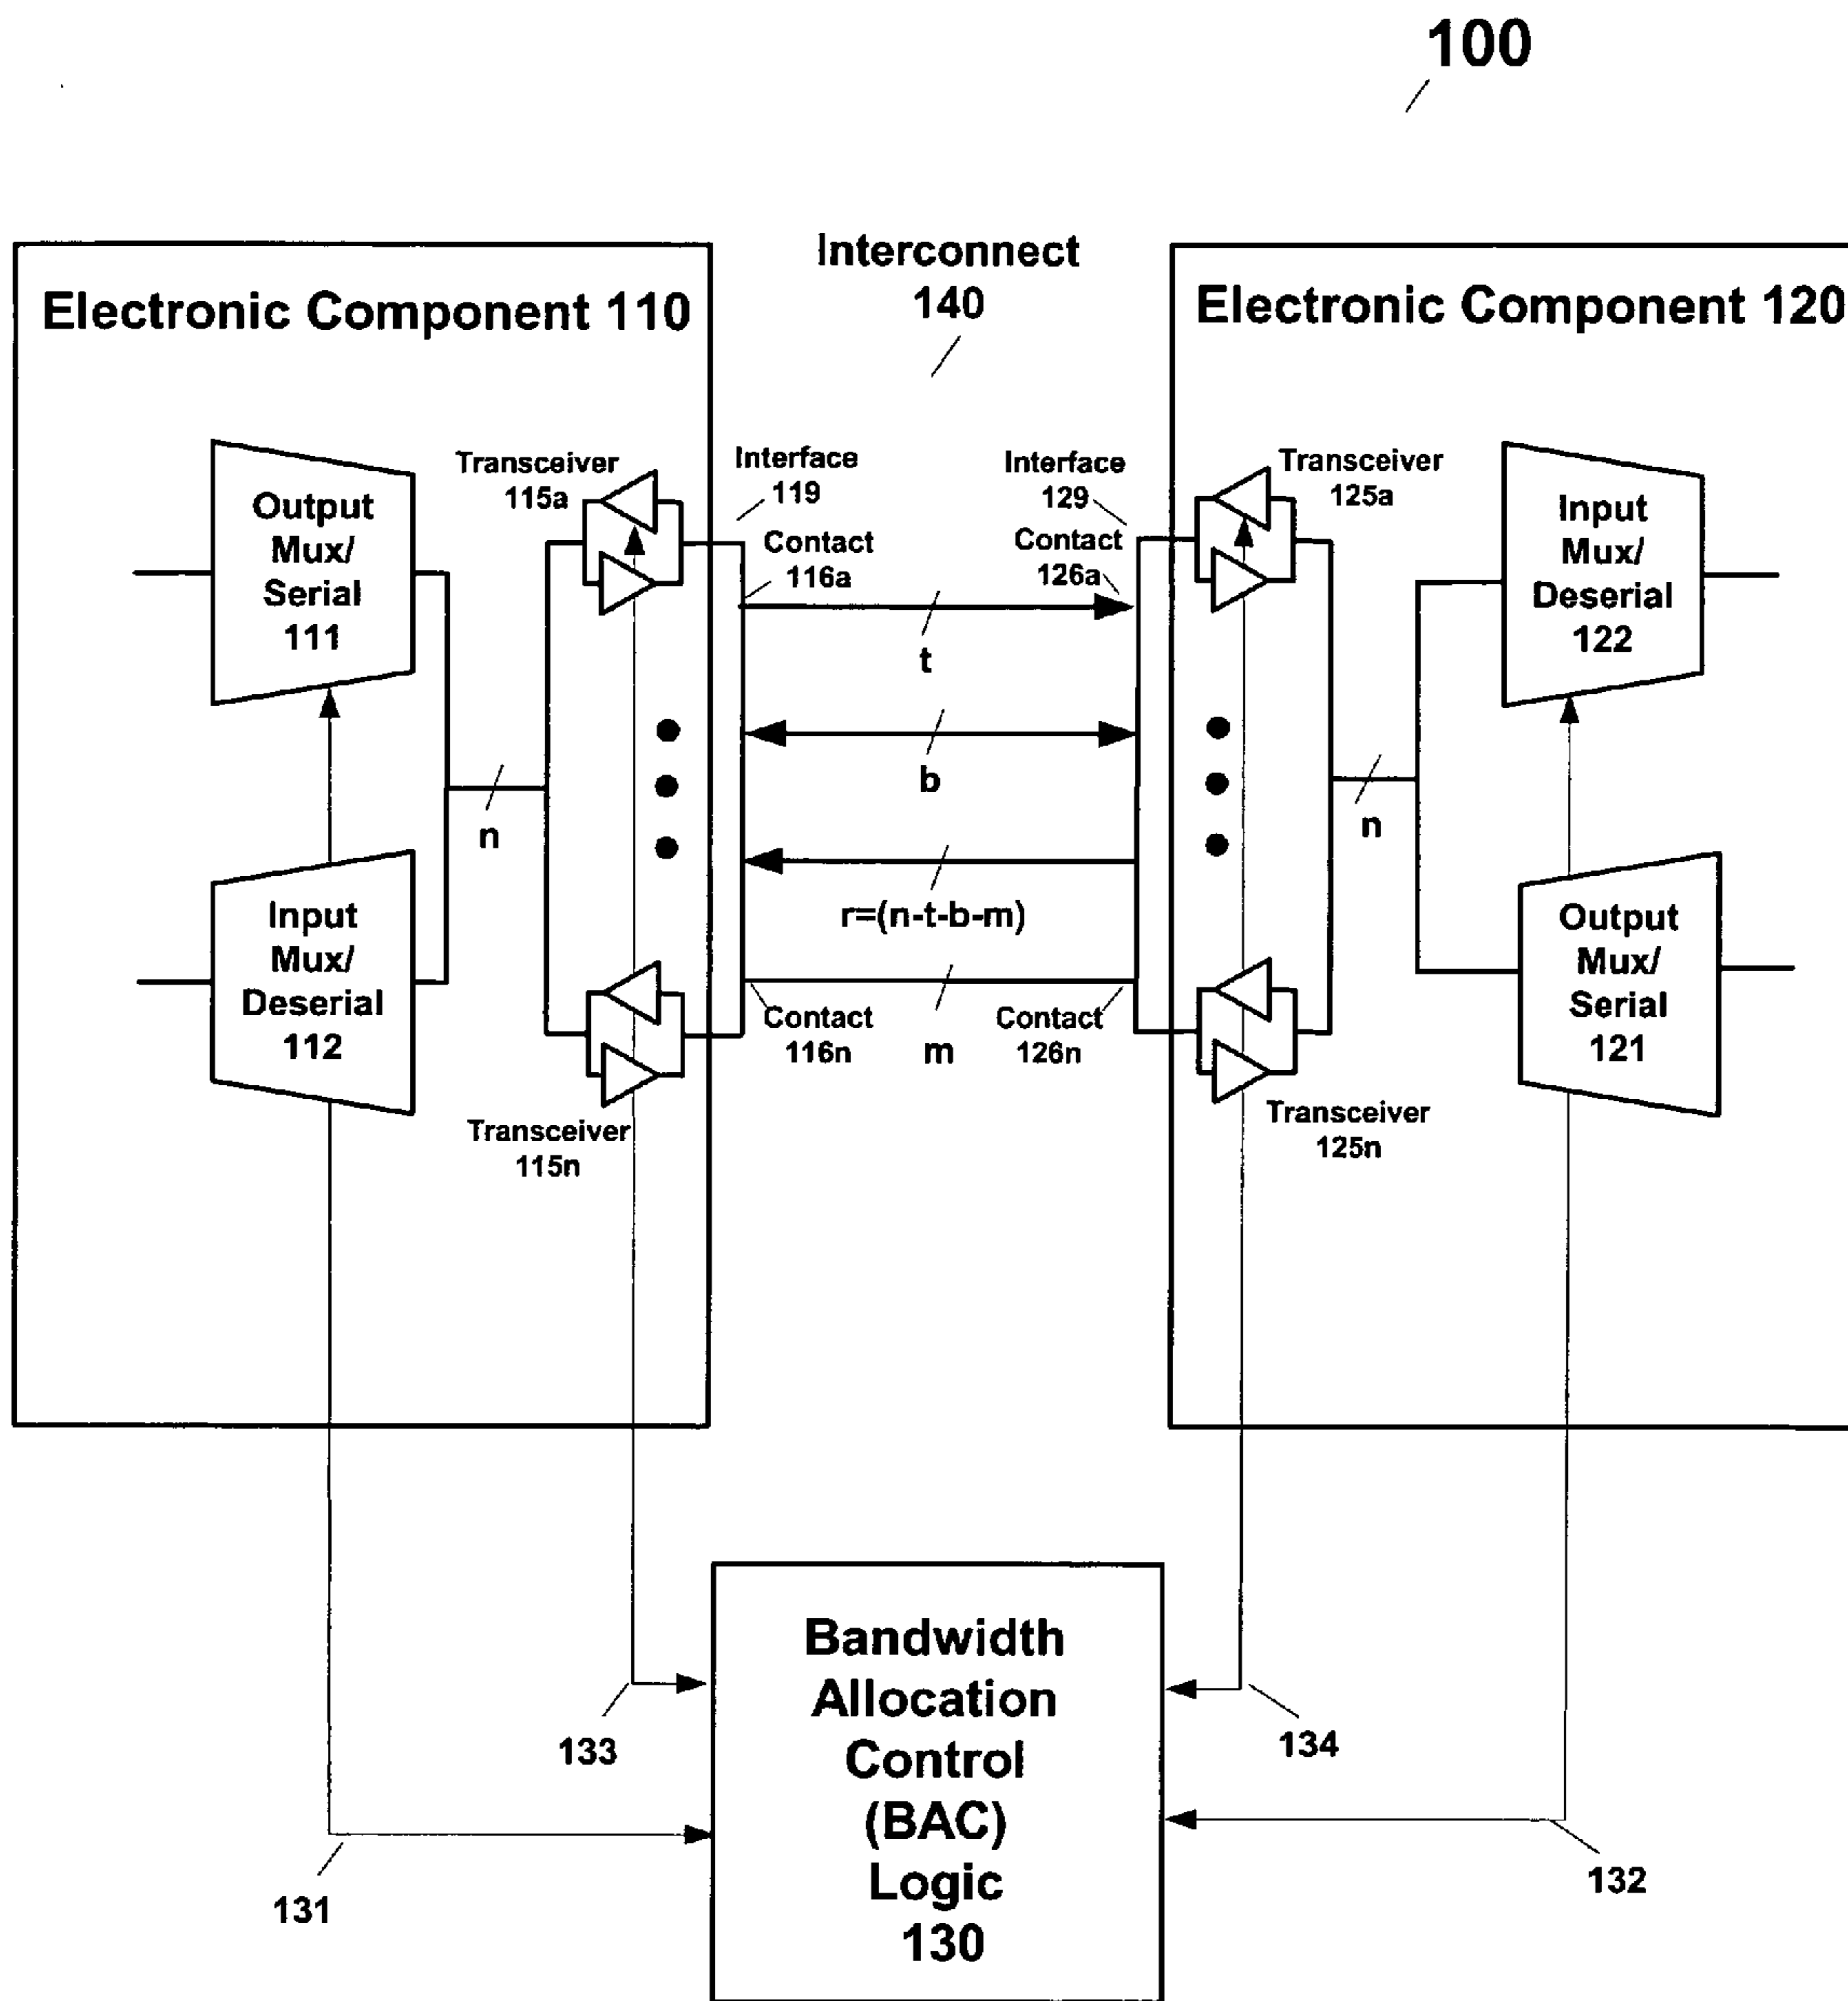 100
Interconnect
140
Electronic Component 110
Electronic Component 120
Output
Mux/
Serial
111
Input
Mux/
Deserial
112
n
Transceiver
115a
Transceiver
115n
Interface
119
Contact
116a
Contact
116n
t
b
r=(n-t-b-m)
m
Interface
129
Contact
126a
Contact
126n
Transceiver
125a
Transceiver
125n
n
Input
Mux/
Deserial
122
Output
Mux/
Serial
121
133
131
134
132
Bandwidth
Allocation
Control
(BAC)
Logic
130